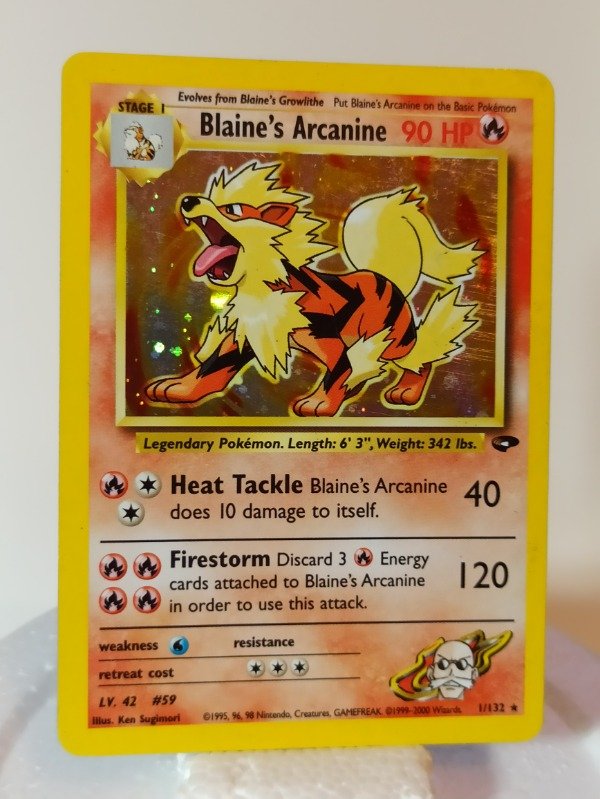 Evolves from Blaine's Growlithe Put Blaine's Arcanine on the Basic Pokémon
STAGE 1
Blaine's Arcanine 90 HP
Legendary Pokémon. Length: 6' 3", Weight: 342 lbs.
Heat Tackle Blaine's Arcanine 40
does 10 damage to itself.
Firestorm Discard 3 Energy
cards attached to Blaine's Arcanine 120
in order to use this attack.
weakness resistance
retreat cost
LV. 42 #59
Illus. Ken Sugimori ©1995, 96, 98 Nintendo, Creatures, GAMEFREAK. ©1999-2000 Wizards. 1/132 ★